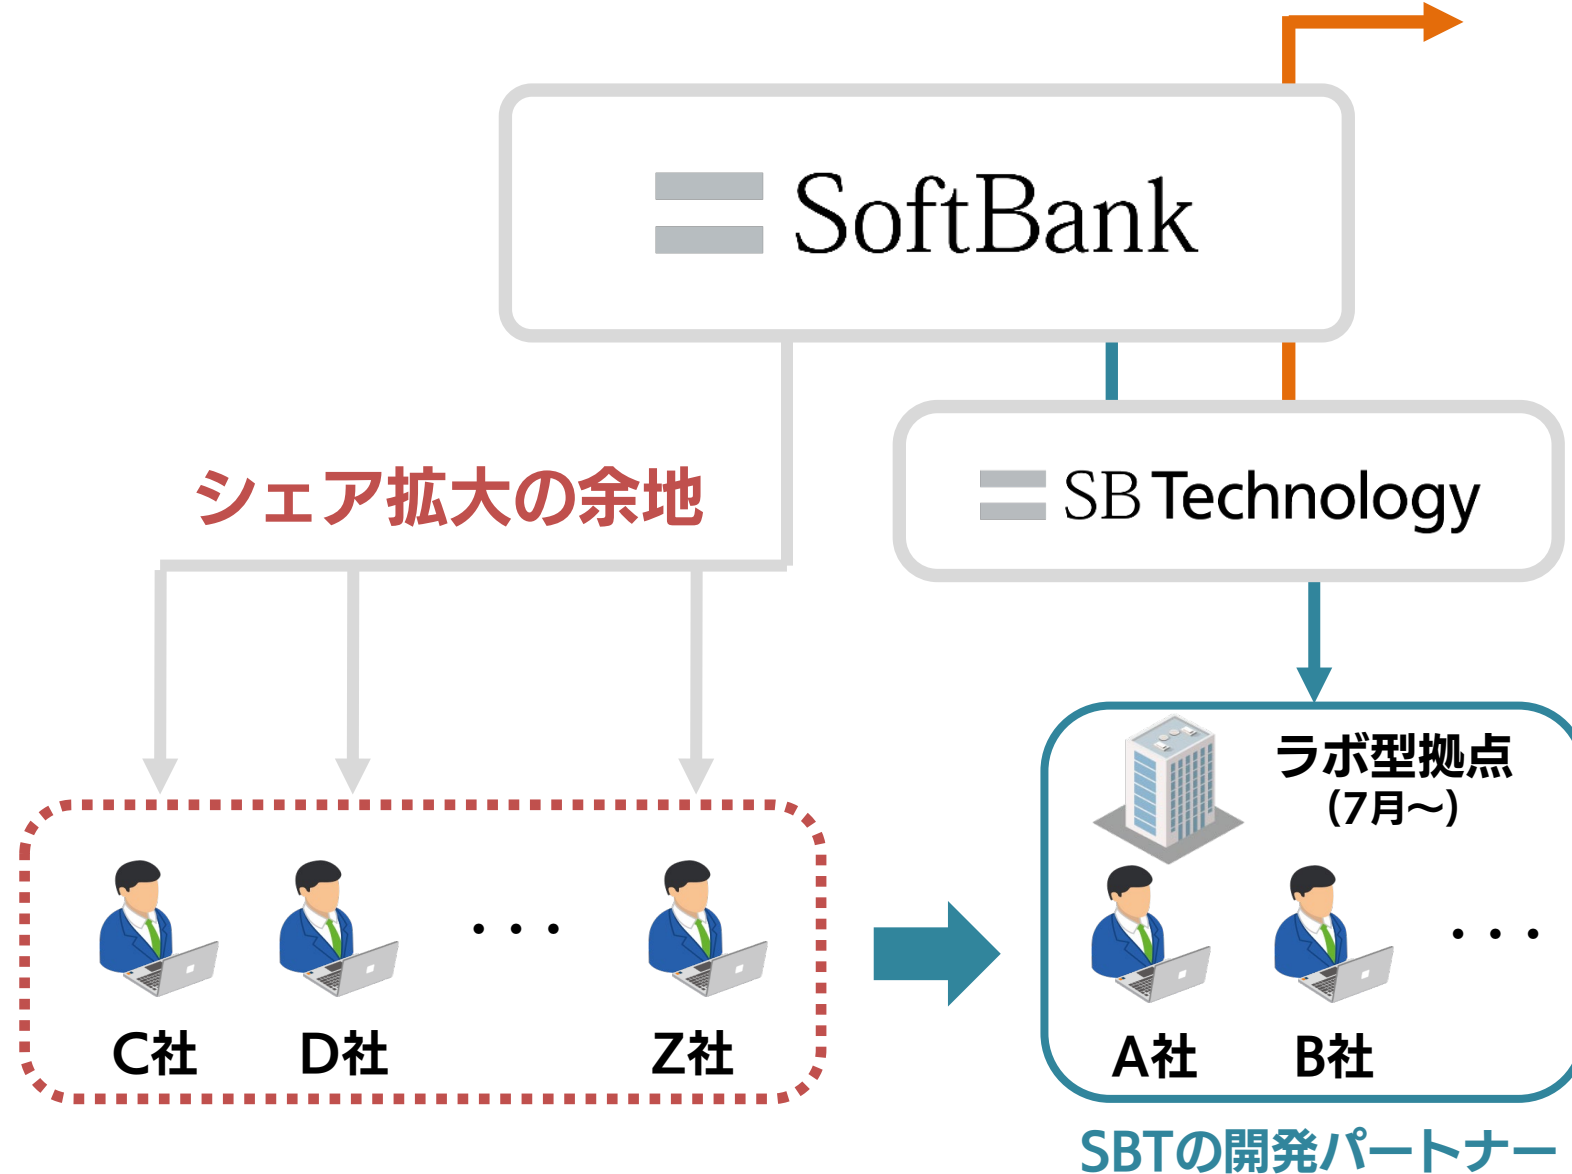 SoftBank
シェア拡大の余地
SB Technology
ラボ型拠点
(7月～)
・・・
・・・
C社 D社 Z社
A社 B社
SBTの開発パートナー